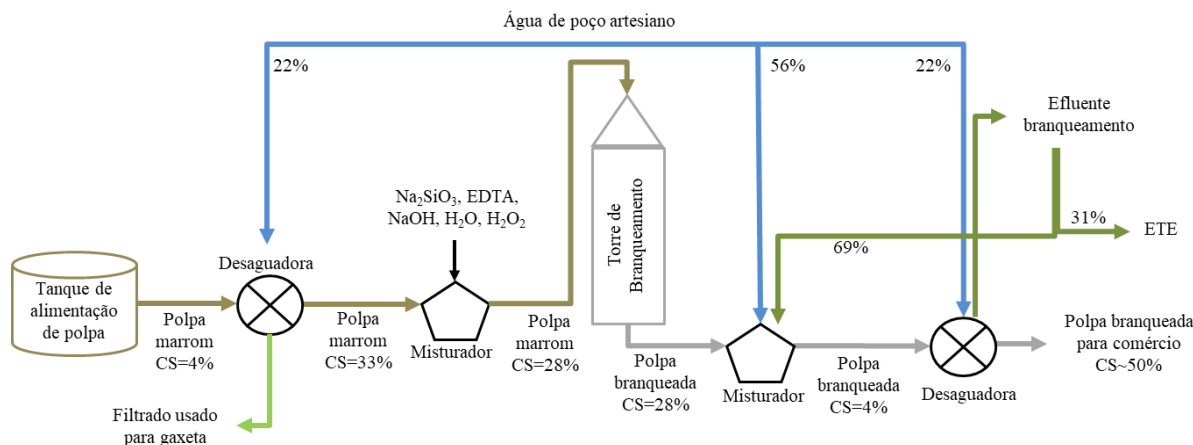 Água de poço artesiano
22%
56%
22%
Efluente
branqueamento
Na₂SiO₃, EDTA,
NaOH, H₂O, H₂O₂
31%
ETE
69%
Torre de
Branqueamento
Desaguadora
Tanque de
alimentação
de polpa
Polpa
marrom
CS=4%
Polpa
marrom
CS=33%
Misturador
Polpa
marrom
CS=28%
Polpa
branqueada
CS=28%
Misturador
Polpa
branqueada
CS=4%
Desaguadora
Polpa branqueada
para comércio
CS~50%
Filtrado usado
para gaxeta